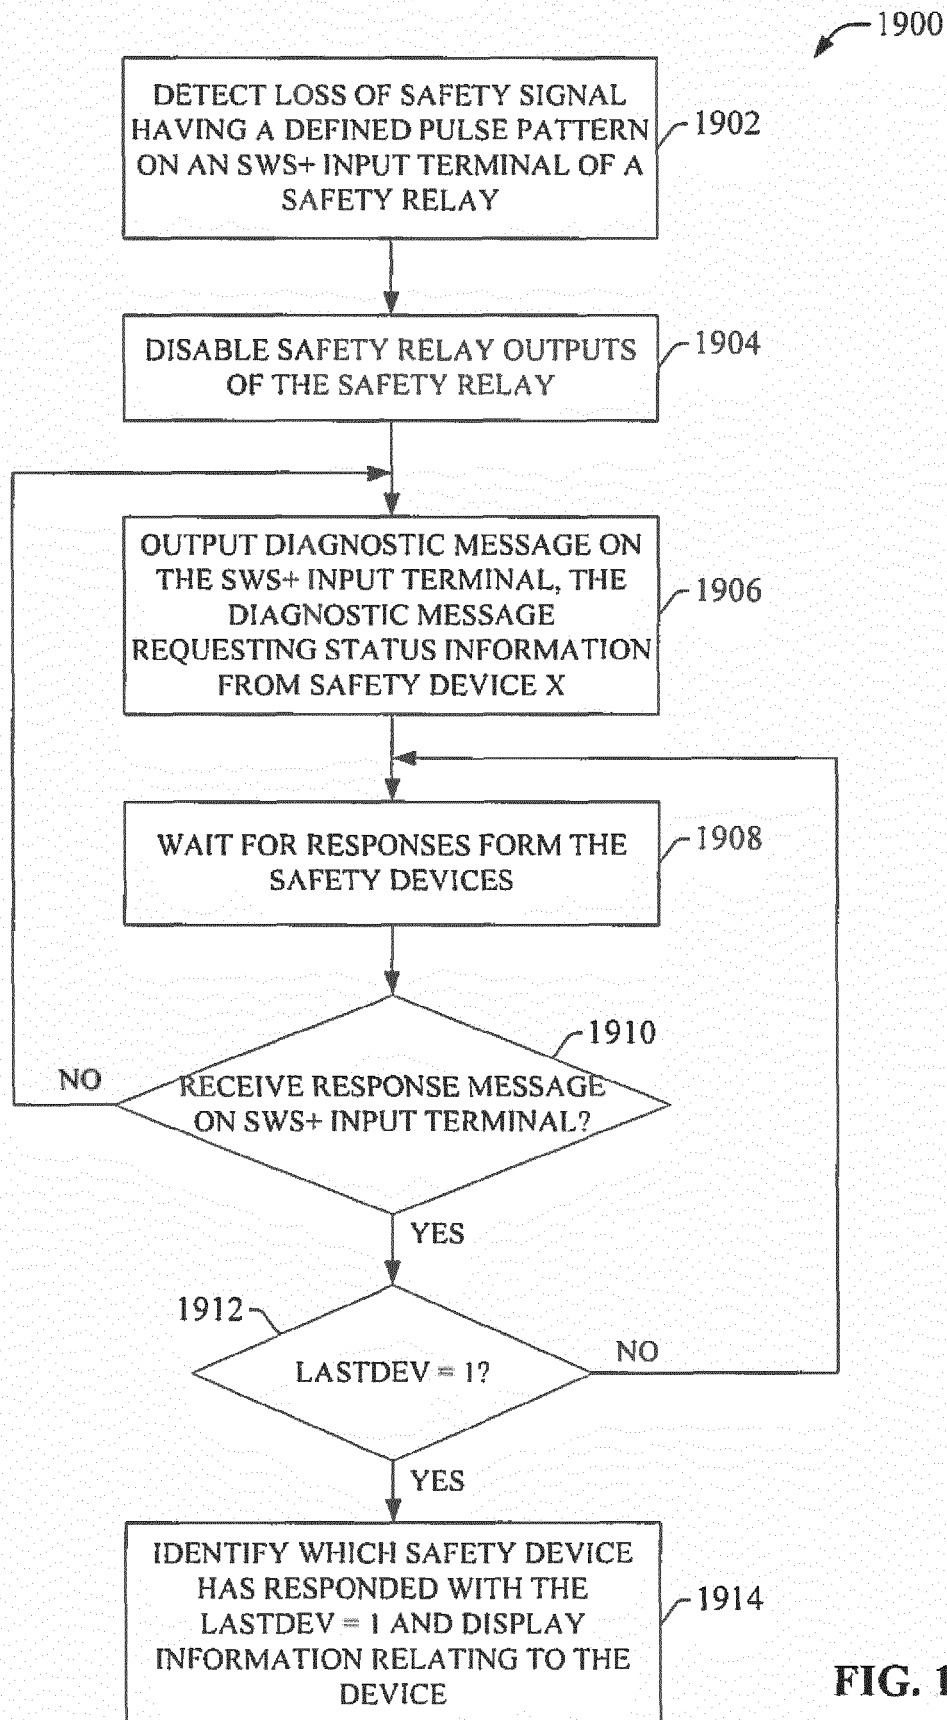 1900
DETECT LOSS OF SAFETY SIGNAL
HAVING A DEFINED PULSE PATTERN
ON AN SWS+ INPUT TERMINAL OF A
SAFETY RELAY
1902
DISABLE SAFETY RELAY OUTPUTS
OF THE SAFETY RELAY
1904
OUTPUT DIAGNOSTIC MESSAGE ON
THE SWS+ INPUT TERMINAL, THE
DIAGNOSTIC MESSAGE
REQUESTING STATUS INFORMATION
FROM SAFETY DEVICE X
1906
WAIT FOR RESPONSES FORM THE
SAFETY DEVICES
1908
1910
NO
RECEIVE RESPONSE MESSAGE
ON SWS+ INPUT TERMINAL?
YES
1912
LASTDEV = 1?
NO
YES
IDENTIFY WHICH SAFETY DEVICE
HAS RESPONDED WITH THE
LASTDEV = 1 AND DISPLAY
INFORMATION RELATING TO THE
DEVICE
1914
FIG. 1